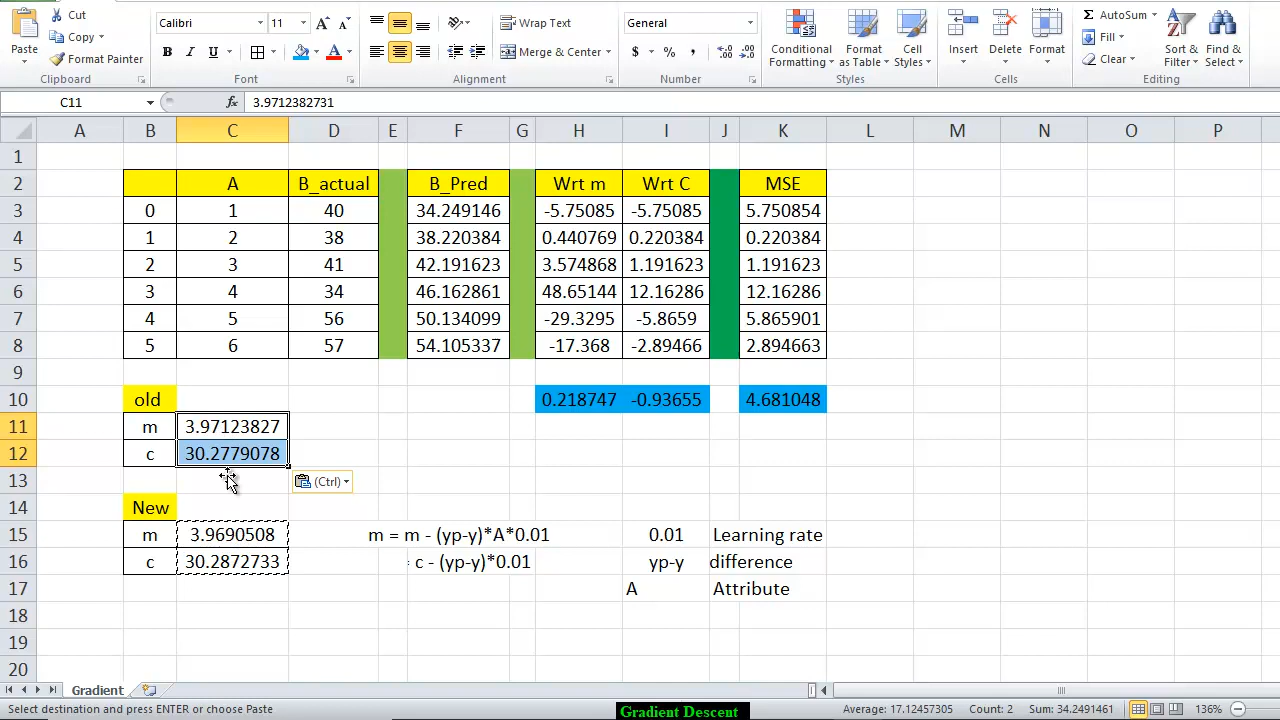 Cut
Calibri 11
Wrap Text
General
Paste
Copy
Format Painter
B I U
Merge & Center
$ % ,
Conditional Formatting
Format as Table
Cell Styles
Insert
Delete
Format
Σ AutoSum
Fill
Clear
Sort & Filter
Find & Select
Clipboard Font Alignment Number Styles Cells Editing
C11 fx 3.9712382731
A B C D E F G H I J K L M N O P
1
2 A B_actual B_Pred Wrt m Wrt C MSE
3 0 1 40 34.249146 -5.75085 -5.75085 5.750854
4 1 2 38 38.220384 0.440769 0.220384 0.220384
5 2 3 41 42.191623 3.574868 1.191623 1.191623
6 3 4 34 46.162861 48.65144 12.16286 12.16286
7 4 5 56 50.134099 -29.3295 -5.8659 5.865901
8 5 6 57 54.105337 -17.368 -2.89466 2.894663
9
10 old 0.218747 -0.93655 4.681048
11 m 3.97123827
12 c 30.2779078
13 (Ctrl)
14 New
15 m 3.9690508 m = m - (yp-y)*A*0.01 0.01 Learning rate
16 c 30.2872733 = c - (yp-y)*0.01 yp-y difference
17 A Attribute
18
19
20
Gradient
Select destination and press ENTER or choose Paste Gradient Descent Average: 17.12457305 Count: 2 Sum: 34.2491461 136%